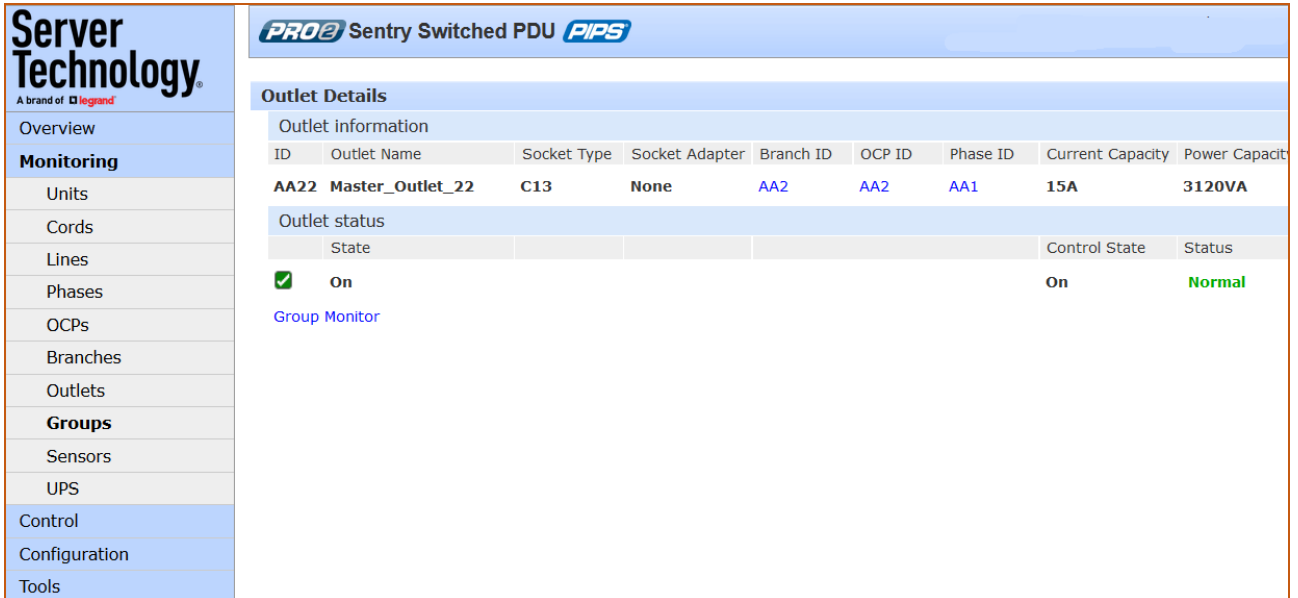 Server
Technology®
A brand of legrand
PRO2 Sentry Switched PDU PIPS
Overview
Monitoring
Units
Cords
Lines
Phases
OCPs
Branches
Outlets
Groups
Sensors
UPS
Control
Configuration
Tools
Outlet Details
Outlet information
ID Outlet Name Socket Type Socket Adapter Branch ID OCP ID Phase ID Current Capacity Power Capacity
AA22 Master_Outlet_22 C13 None AA2 AA2 AA1 15A 3120VA
Outlet status
State Control State Status
On On Normal
Group Monitor